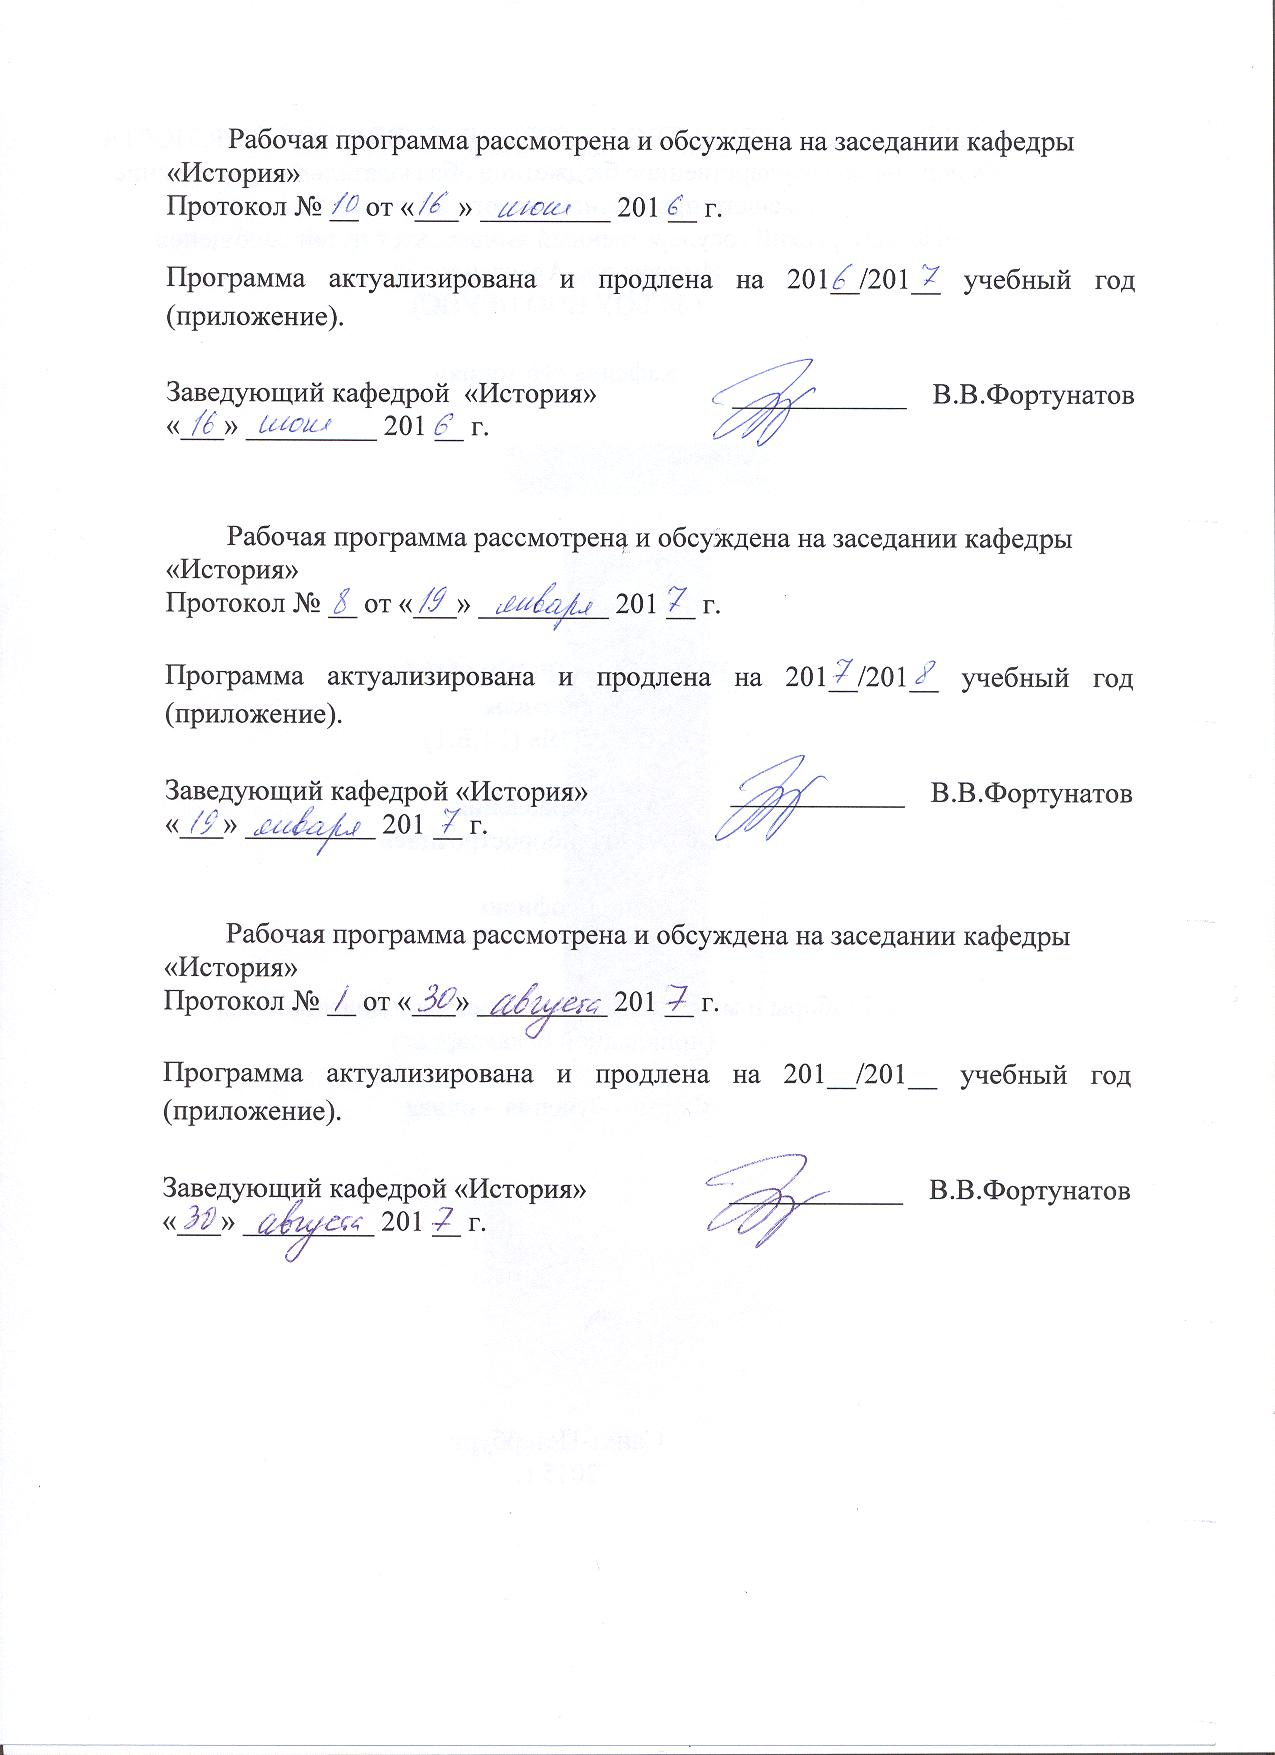 Рабочая программа рассмотрена и обсуждена на заседании кафедры
«История»
Протокол № 10 от «16» июня 2016 г.
Программа актуализирована и продлена на 2016/2017 учебный год
(приложение).
Заведующий кафедрой «История» В.В.Фортунатов
«16» июня 2016 г.
Рабочая программа рассмотрена и обсуждена на заседании кафедры
«История»
Протокол № 8 от «19» января 2017 г.
Программа актуализирована и продлена на 2017/2018 учебный год
(приложение).
Заведующий кафедрой «История» В.В.Фортунатов
«19» января 2017 г.
Рабочая программа рассмотрена и обсуждена на заседании кафедры
«История»
Протокол № 1 от «30» августа 2017 г.
Программа актуализирована и продлена на 201__/201__ учебный год
(приложение).
Заведующий кафедрой «История» В.В.Фортунатов
«30» августа 2017 г.